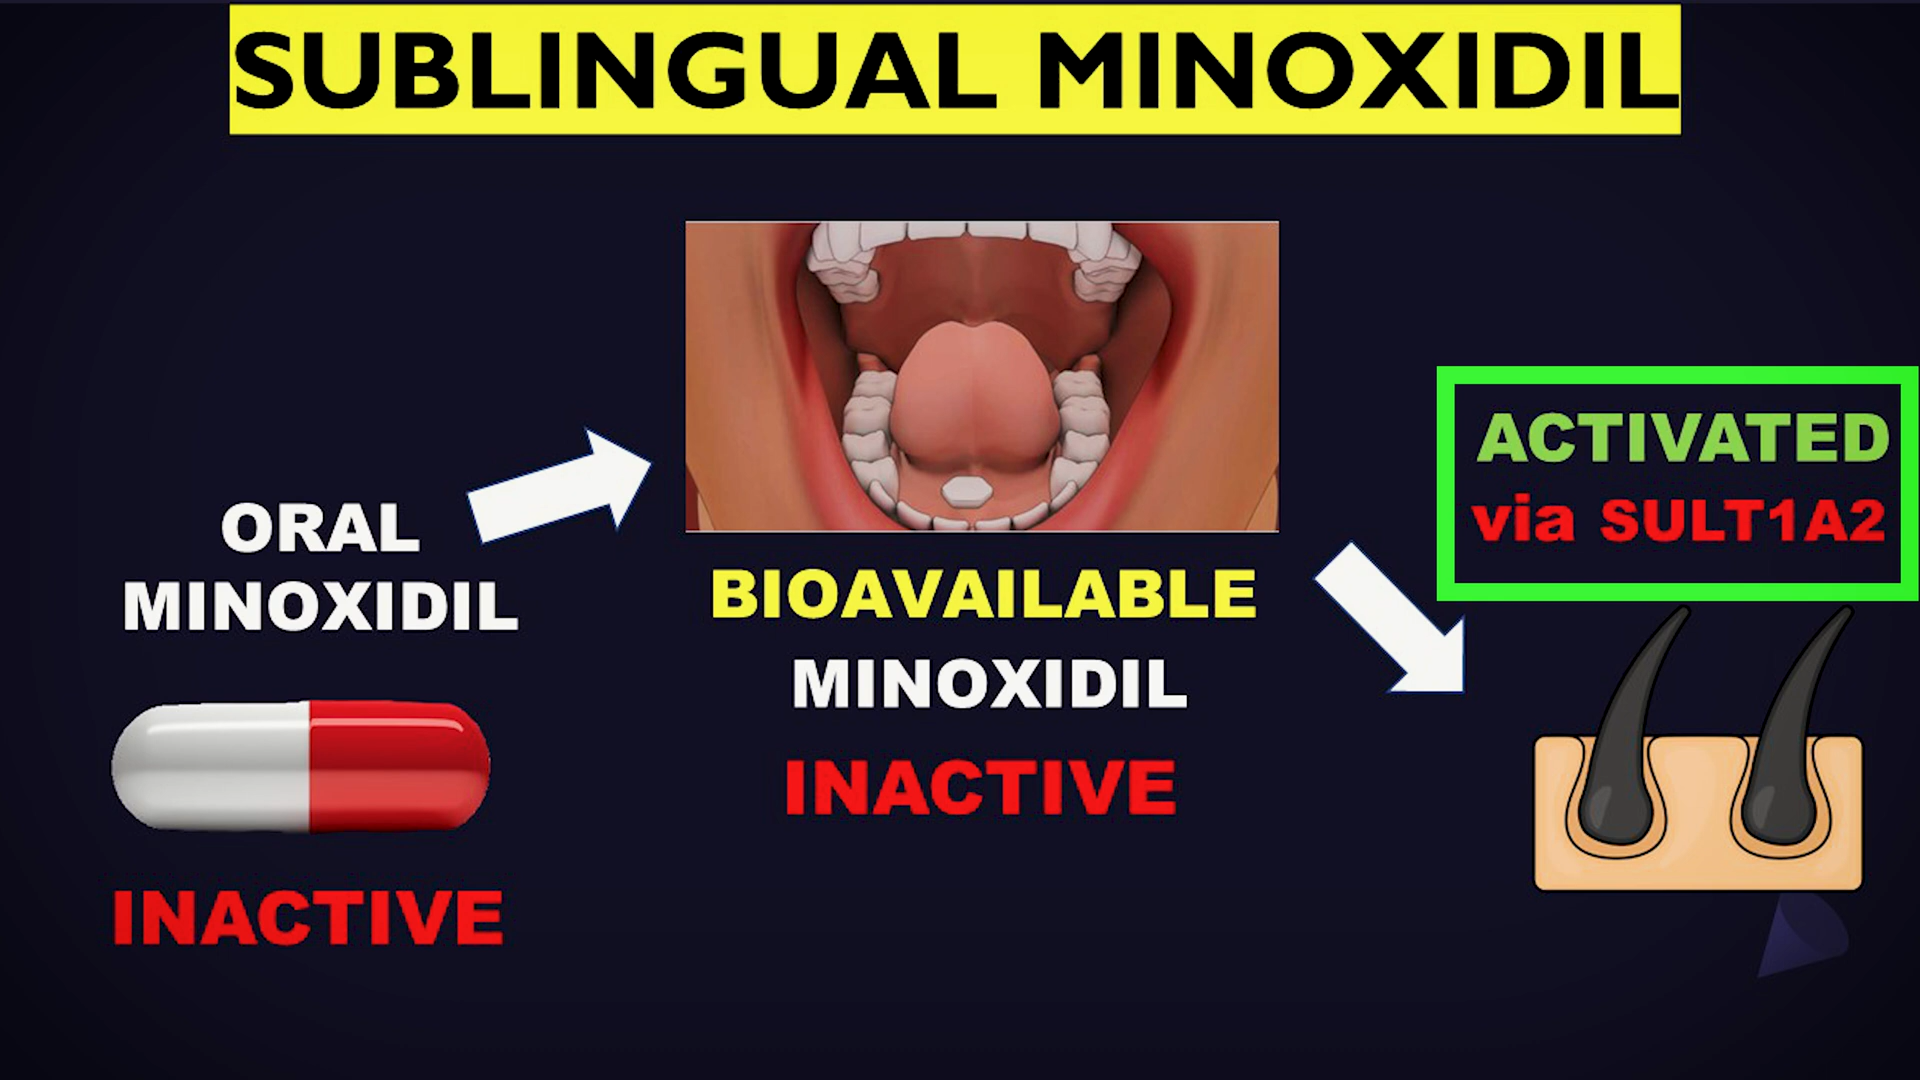 SUBLINGUAL MINOXIDIL
ORAL
MINOXIDIL
INACTIVE
BIOAVAILABLE
MINOXIDIL
INACTIVE
ACTIVATED
via SULT1A2